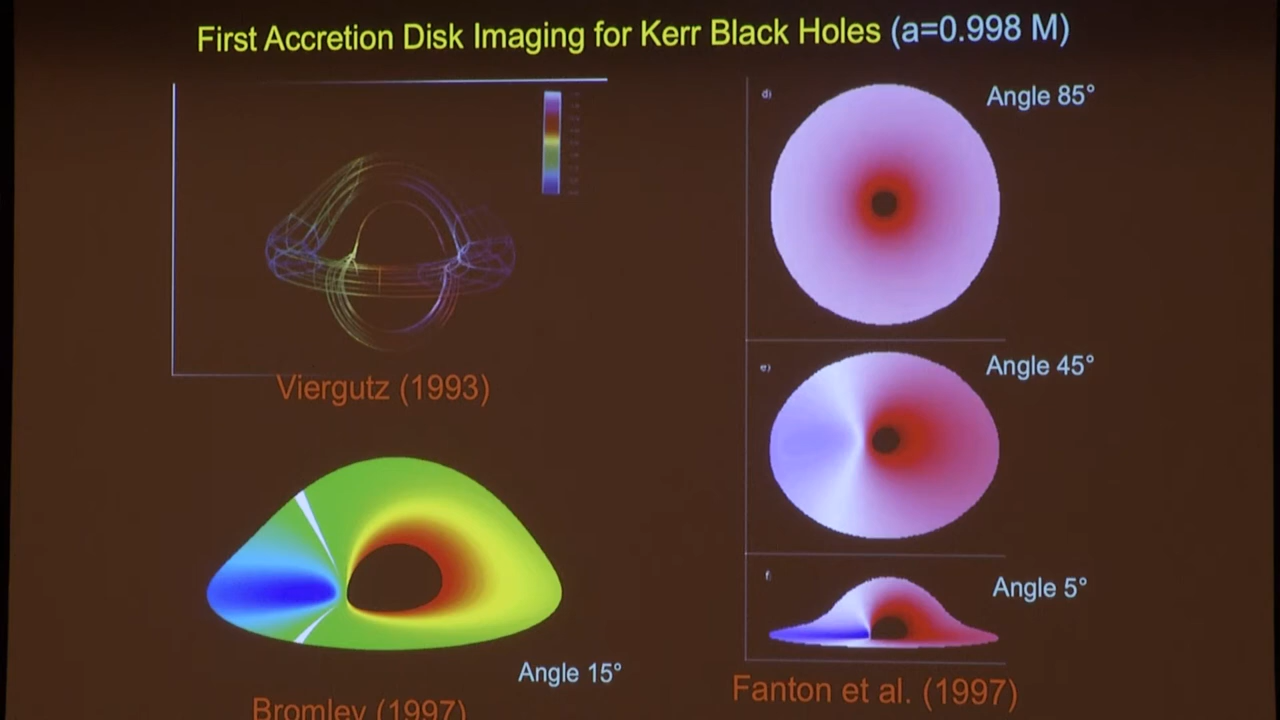 First Accretion Disk Imaging for Kerr Black Holes (a=0.998 M)
d)
Angle 85°
e)
Angle 45°
Viergutz (1993)
f)
Angle 5°
Angle 15°
Fanton et al. (1997)
Bromley (1997)